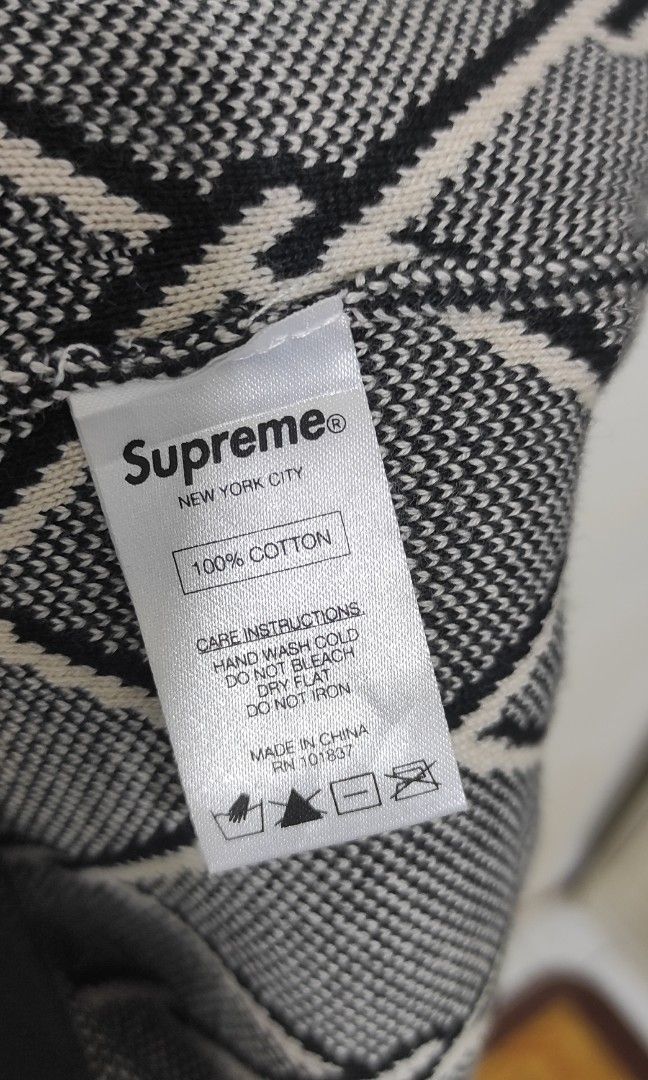 Supreme®
NEW YORK CITY
100% COTTON
CARE INSTRUCTIONS
HAND WASH COLD
DO NOT BLEACH
DRY FLAT
DO NOT IRON
MADE IN CHINA
RN 101837